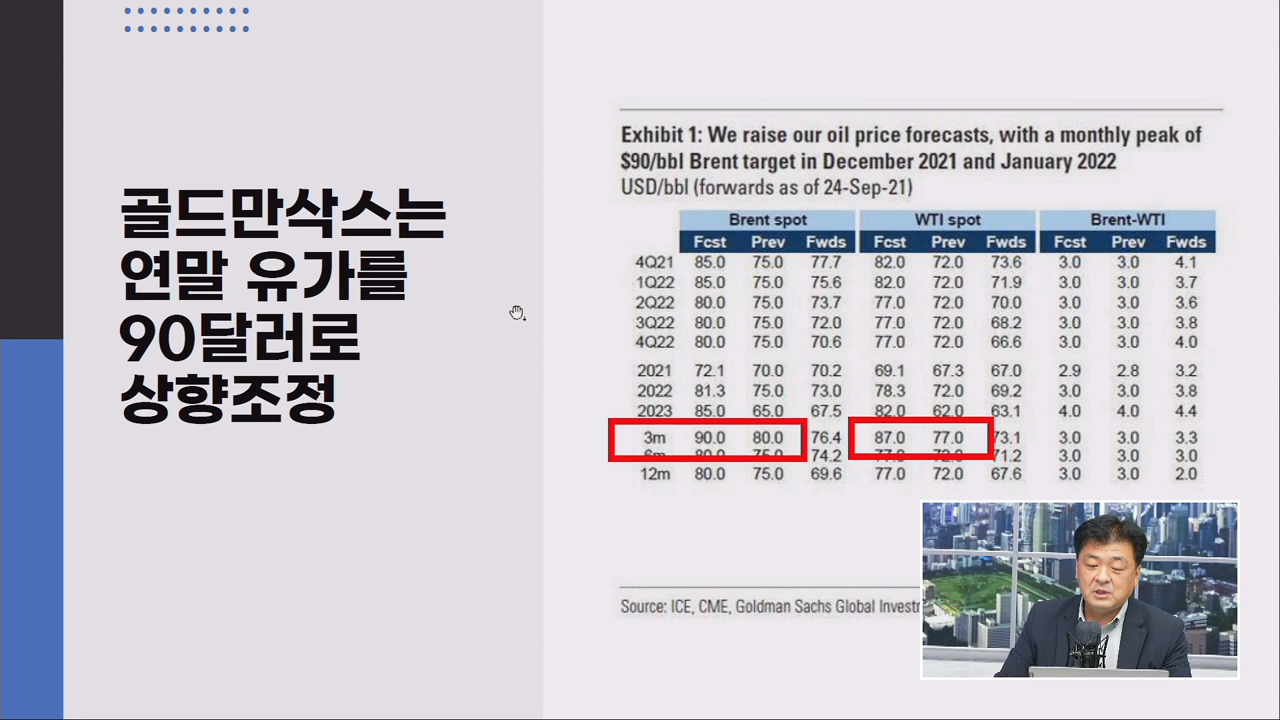 골드만삭스는
연말 유가를
90달러로
상향조정
Exhibit 1: We raise our oil price forecasts, with a monthly peak of
$90/bbl Brent target in December 2021 and January 2022
USD/bbl (forwards as of 24-Sep-21)
Brent spot WTI spot Brent-WTI
Fcst Prev Fwds Fcst Prev Fwds Fcst Prev Fwds
4Q21 85.0 75.0 77.7 82.0 72.0 73.6 3.0 3.0 4.1
1Q22 85.0 75.0 75.6 82.0 72.0 71.9 3.0 3.0 3.7
2Q22 80.0 75.0 73.7 77.0 72.0 70.0 3.0 3.0 3.6
3Q22 80.0 75.0 72.0 77.0 72.0 68.2 3.0 3.0 3.8
4Q22 80.0 75.0 70.6 77.0 72.0 66.6 3.0 3.0 4.0
2021 72.1 70.0 70.2 69.1 67.3 67.0 2.9 2.8 3.2
2022 81.3 75.0 73.0 78.3 72.0 69.2 3.0 3.0 3.8
2023 85.0 65.0 67.5 82.0 62.0 63.1 4.0 4.0 4.4
3m 90.0 80.0 76.4 87.0 77.0 73.1 3.0 3.0 3.3
6m 80.0 75.0 74.2 77.0 72.0 71.2 3.0 3.0 3.0
12m 80.0 75.0 69.6 77.0 72.0 67.6 3.0 3.0 2.0
Source: ICE, CME, Goldman Sachs Global